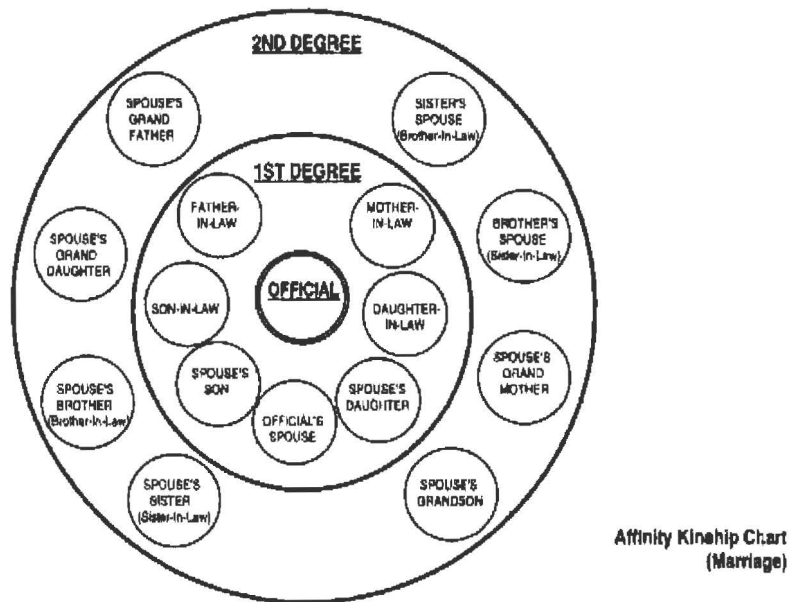 2ND DEGREE
SPOUSE'S
GRAND
FATHER
SISTER'S
SPOUSE
(Brother-In-Law)
1ST DEGREE
FATHER-
IN-LAW
MOTHER-
IN-LAW
SPOUSE'S
GRAND
DAUGHTER
BROTHER'S
SPOUSE
(Sister-In-Law)
OFFICIAL
SON-IN-LAW
DAUGHTER-
IN-LAW
SPOUSE'S
SON
SPOUSE'S
DAUGHTER
SPOUSE'S
GRAND
MOTHER
SPOUSE'S
BROTHER
(Brother-In-Law)
OFFICIAL'S
SPOUSE
SPOUSE'S
SISTER
(Sister-In-Law)
SPOUSE'S
GRANDSON
Affinity Kinship Chart
(Marriage)